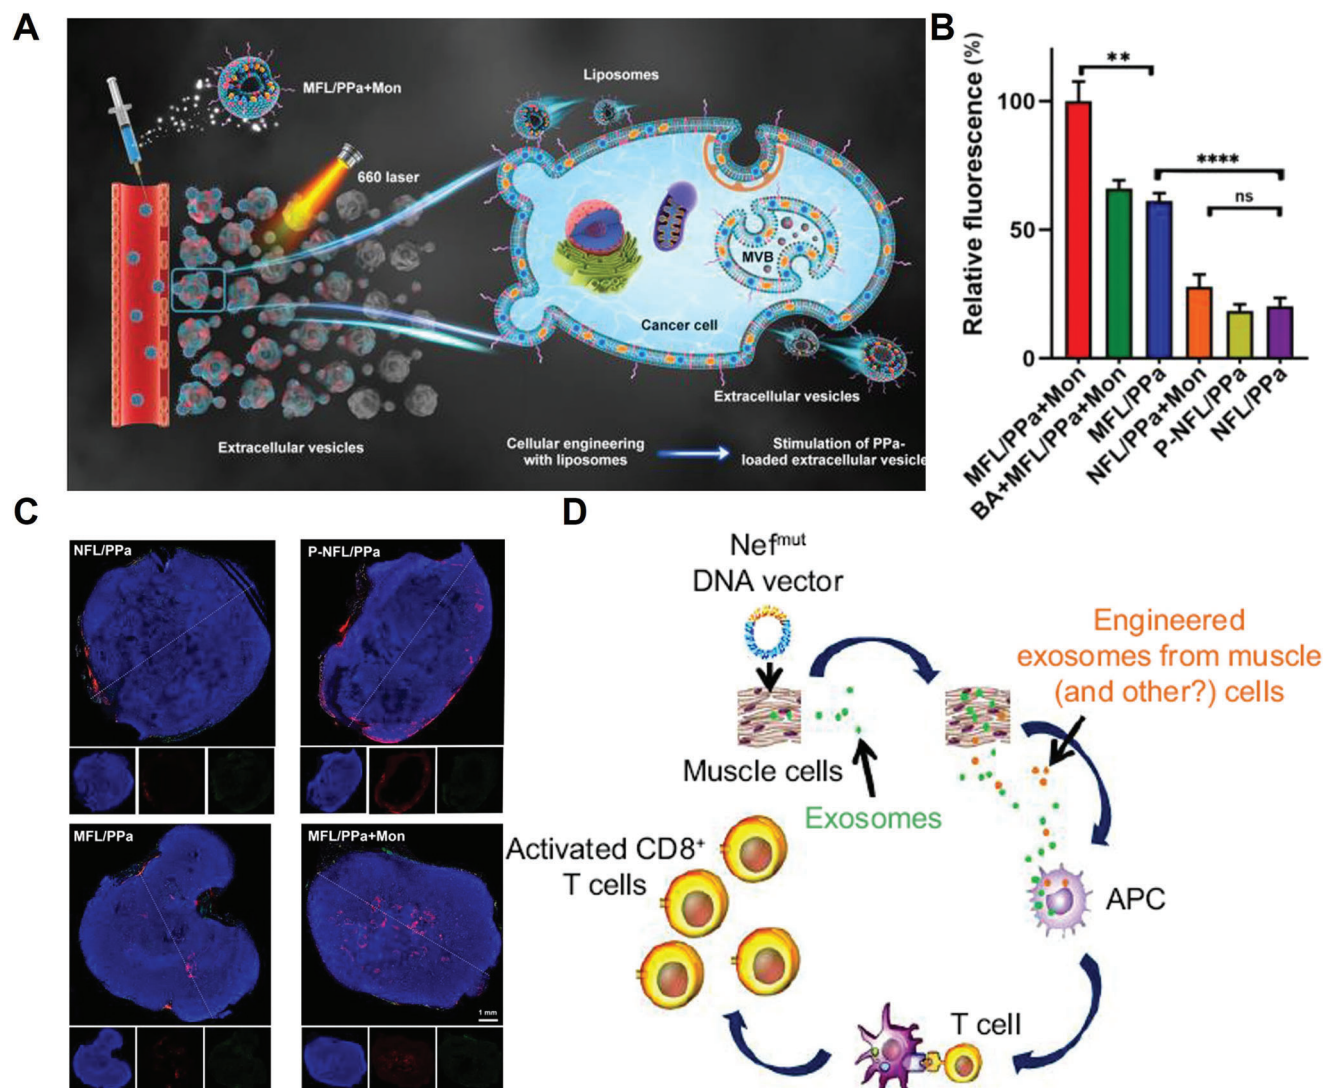 A
MFL/PPa+Mon
Liposomes
660 laser
MVB
Cancer cell
Extracellular vesicles
Extracellular vesicles
Cellular engineering
with liposomes
Stimulation of PPa-
loaded extracellular vesicle
B
Relative fluorescence (%)
100
50
0
**
****
ns
MFL/PPa+Mon
BA+MFL/PPa+Mon
MFL/PPa
NFL/PPa+Mon
P-NFL/PPa
NFL/PPa
C
NFL/PPa
P-NFL/PPa
MFL/PPa
MFL/PPa+Mon
1 mm
D
Nefmut
DNA vector
Engineered
exosomes from muscle
(and other?) cells
Muscle cells
Exosomes
Activated CD8+
T cells
APC
T cell